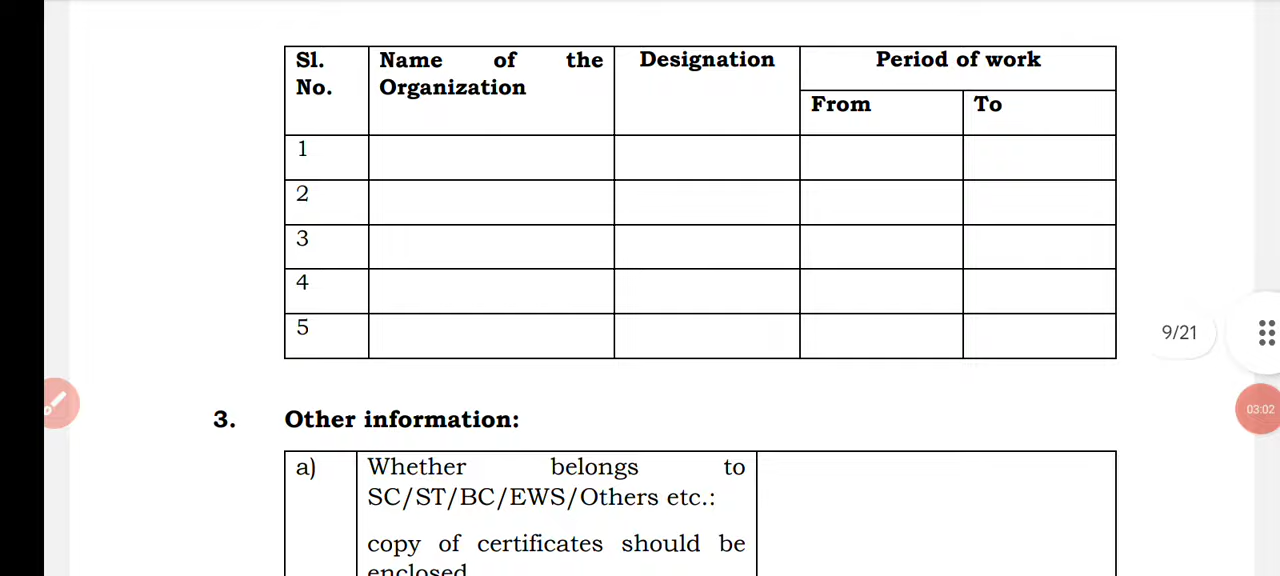 Sl. No.
Name of the Organization
Designation
Period of work
From
To
1
2
3
4
5
9/21
03:02
3. Other information:
a) Whether belongs to
SC/ST/BC/EWS/Others etc.:
copy of certificates should be
enclosed